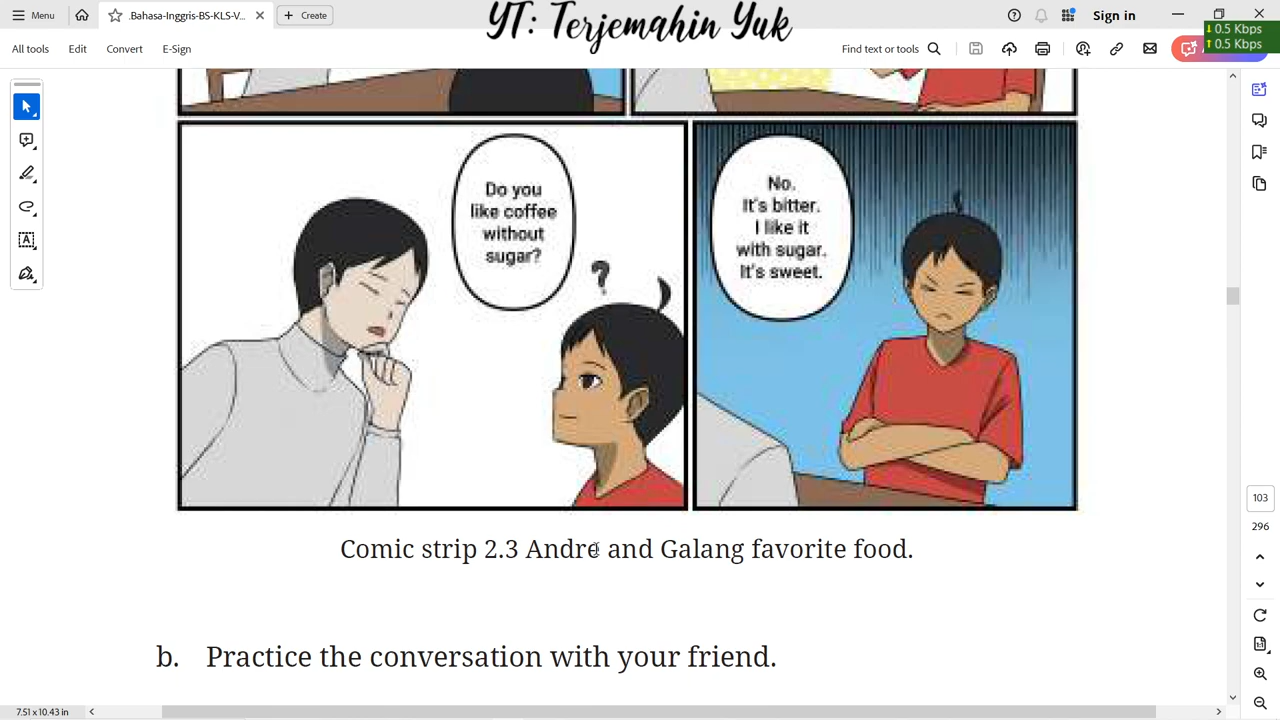 Menu
.Bahasa-Inggris-BS-KLS-V...
Create
YT: Terjemahin Yuk
Sign in
0.5 Kbps
0.5 Kbps
All tools
Edit
Convert
E-Sign
Find text or tools
Do you
like coffee
without
sugar?
?
No.
It's bitter.
I like it
with sugar.
It's sweet.
Comic strip 2.3 Andre and Galang favorite food.
b. Practice the conversation with your friend.
103
296
7.51 x 10.43 in